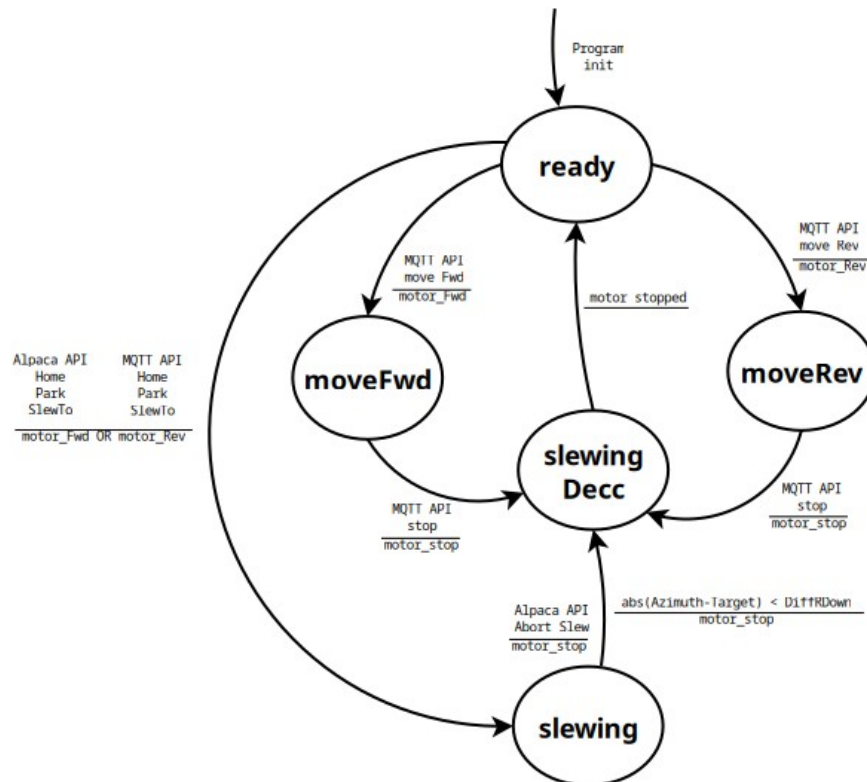 Program
init
ready
MQTT API
move Fwd
motor_Fwd
MQTT API
move Rev
motor_Rev
motor stopped
moveFwd
moveRev
Alpaca API
Home
Park
SlewTo
MQTT API
Home
Park
SlewTo
motor_Fwd OR motor_Rev
slewing
Decc
MQTT API
stop
motor_stop
MQTT API
stop
motor_stop
Alpaca API
Abort Slew
motor_stop
abs(Azimuth-Target) < DiffRDown
motor_stop
slewing